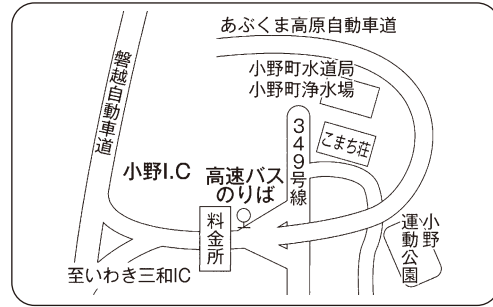 あぶくま高原自動車道
磐越自動車道
小野町水道局
小野町浄水場
こまち荘
349号線
小野I.C
高速バス
のりば
料金所
小野
運動公園
至いわき三和IC